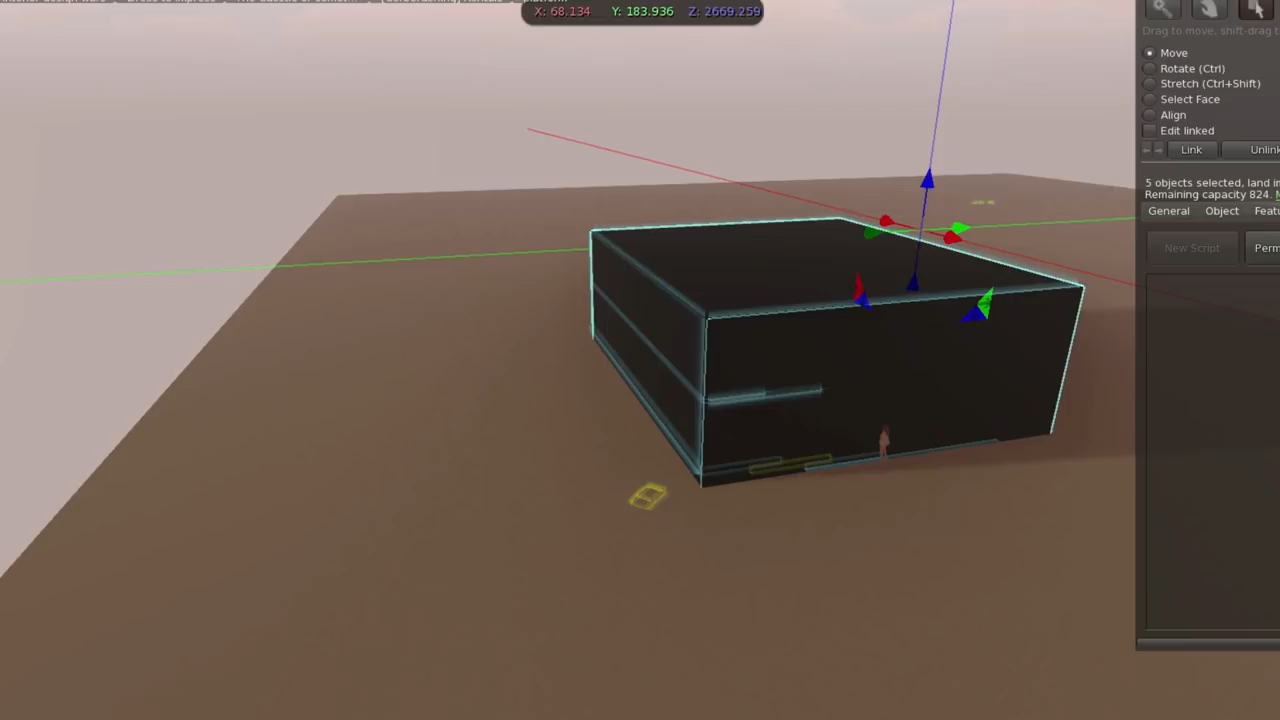 X: 68.134 Y: 183.936 Z: 2669.259
Drag to move, shift-drag t
Move
Rotate (Ctrl)
Stretch (Ctrl+Shift)
Select Face
Align
Edit linked
Link Unlink
5 objects selected, land i
Remaining capacity 824.
General Object Featu
New Script Perm